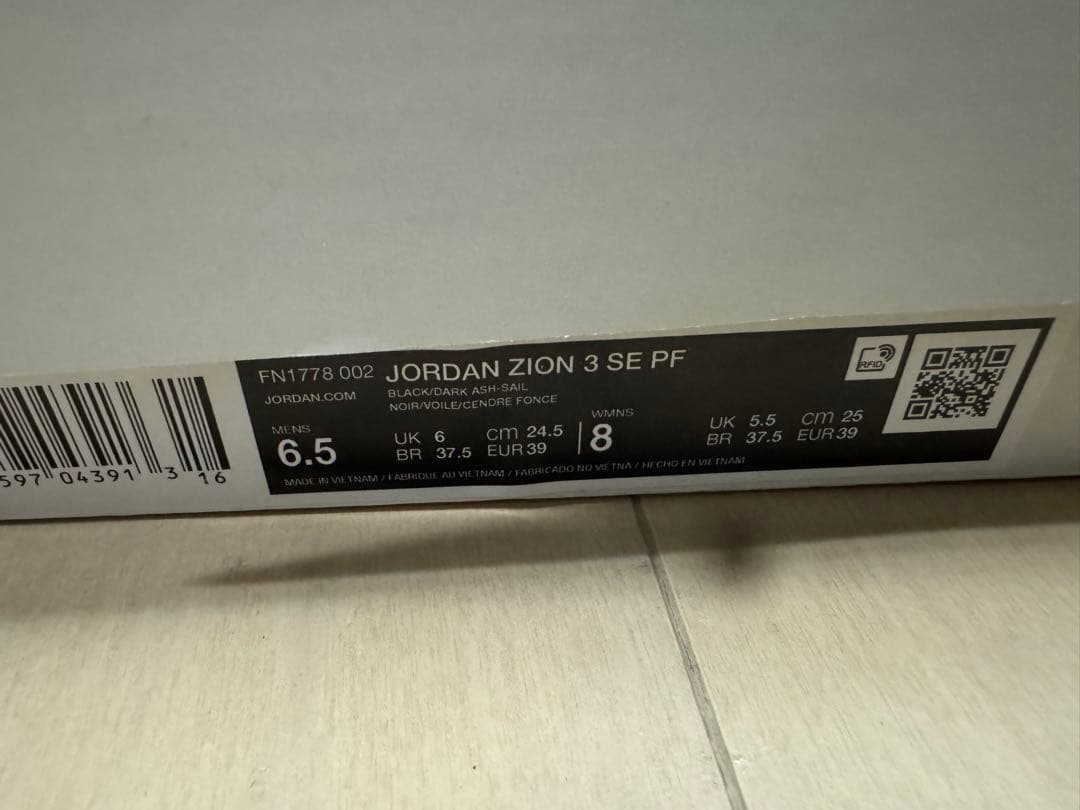 FN1778 002 JORDAN ZION 3 SE PF
JORDAN.COM
BLACK/DARK ASH-SAIL
NOIR/VOILE/CENDRE FONCE
RFID
MENS
6.5
UK 6 cm 24.5
BR 37.5 EUR 39
WMNS
8
UK 5.5 cm 25
BR 37.5 EUR 39
MADE IN VIETNAM / FABRIQUE AU VIETNAM / FABRICADO NO VIETNA / HECHO EN VIETNAM
597 04391 3 16